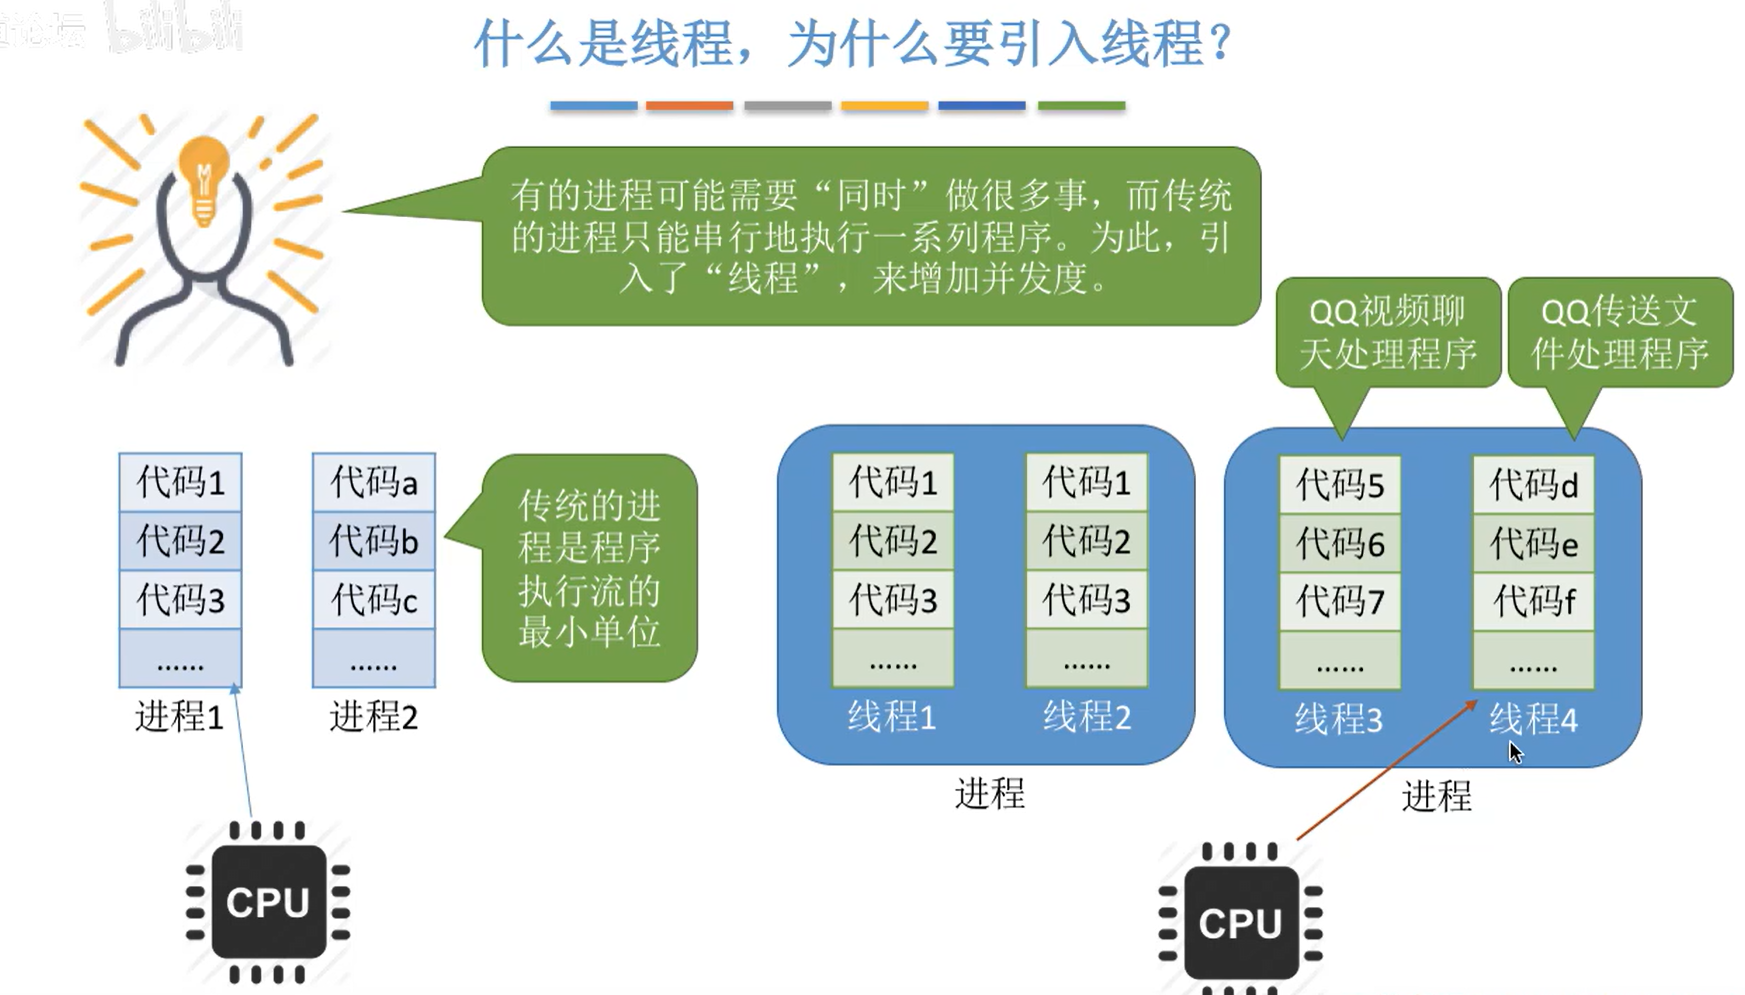 道论坛 bilibili
什么是线程，为什么要引入线程？
有的进程可能需要“同时”做很多事，而传统
的进程只能串行地执行一系列程序。为此，引
入了“线程”，来增加并发度。
QQ视频聊
天处理程序
QQ传送文
件处理程序
代码1
代码2
代码3
……
进程1
代码a
代码b
代码c
……
进程2
传统的进
程是程序
执行流的
最小单位
代码1
代码2
代码3
……
线程1
代码1
代码2
代码3
……
线程2
进程
代码5
代码6
代码7
……
线程3
代码d
代码e
代码f
……
线程4
进程
CPU
CPU